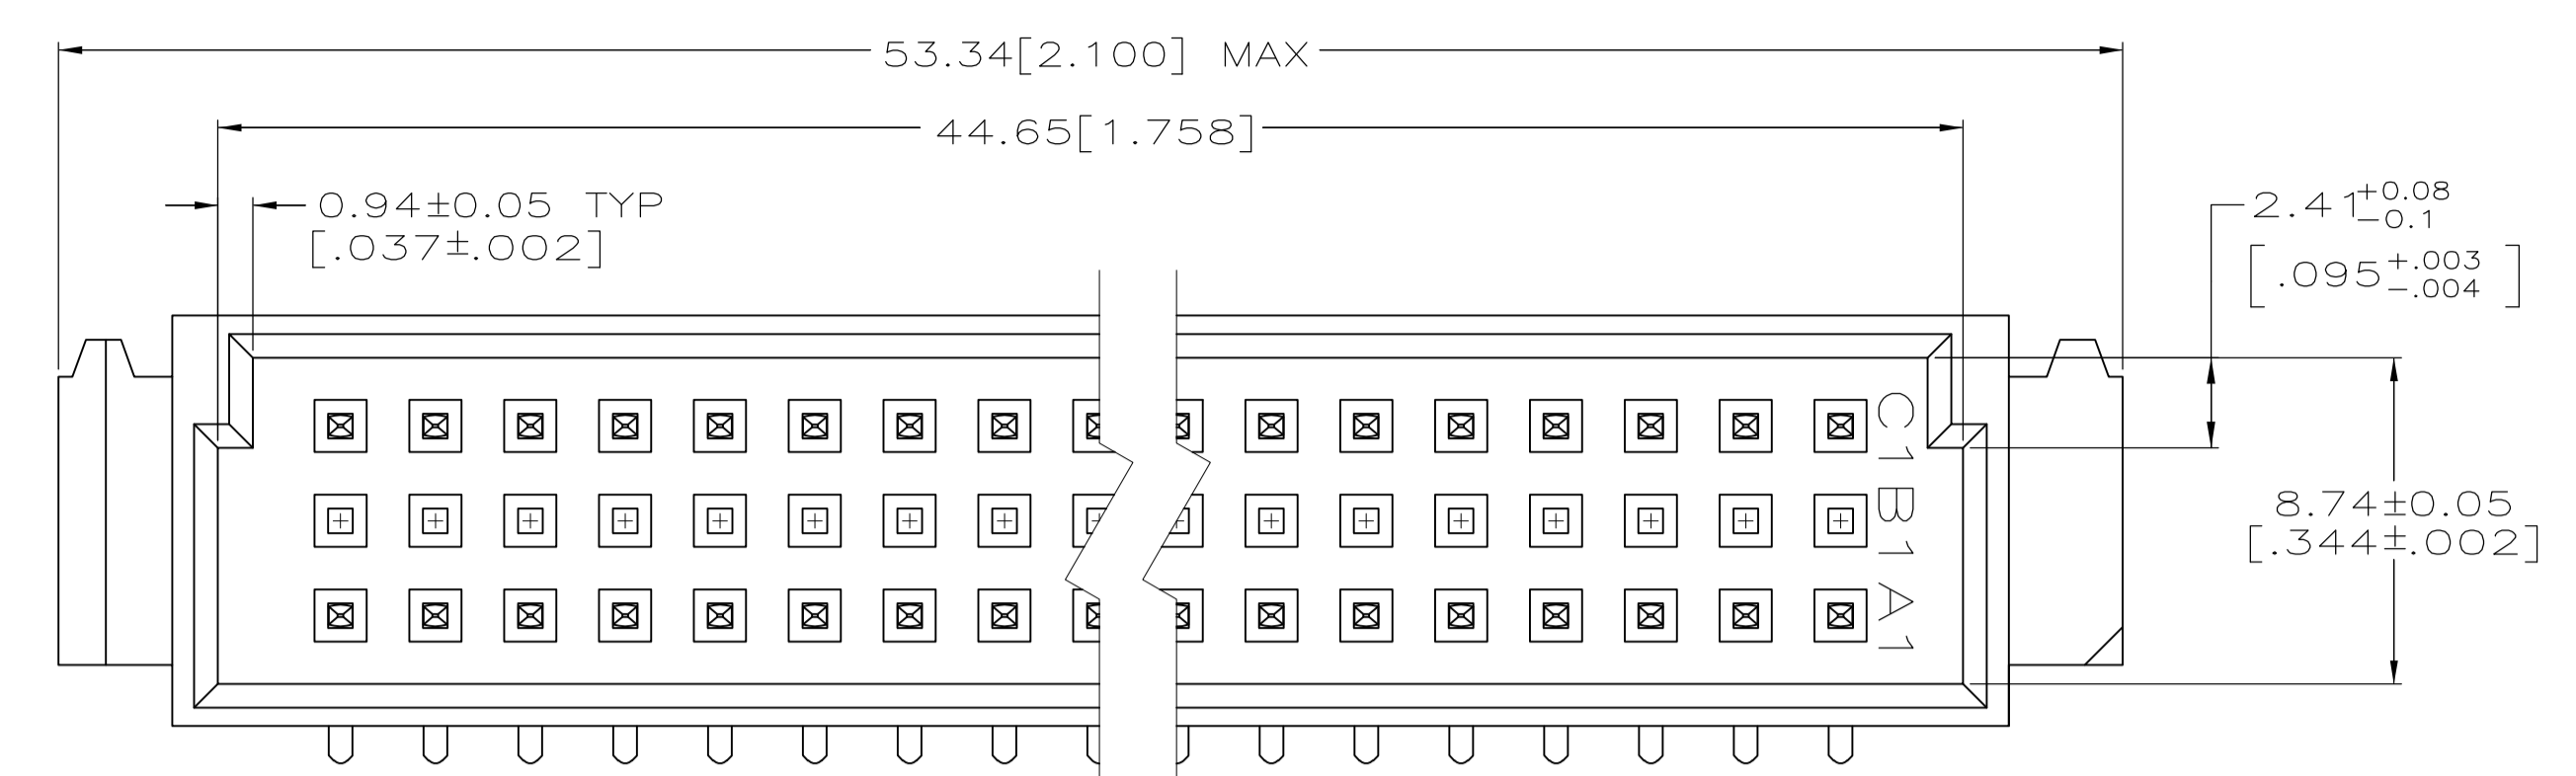 53.34[2.100] MAX
44.65[1.758]
0.94±0.05 TYP
[.037±.002]
2.41+0.08
-0.1
[.095+.003
-.004]
C1
B1
A1
8.74±0.05
[.344±.002]